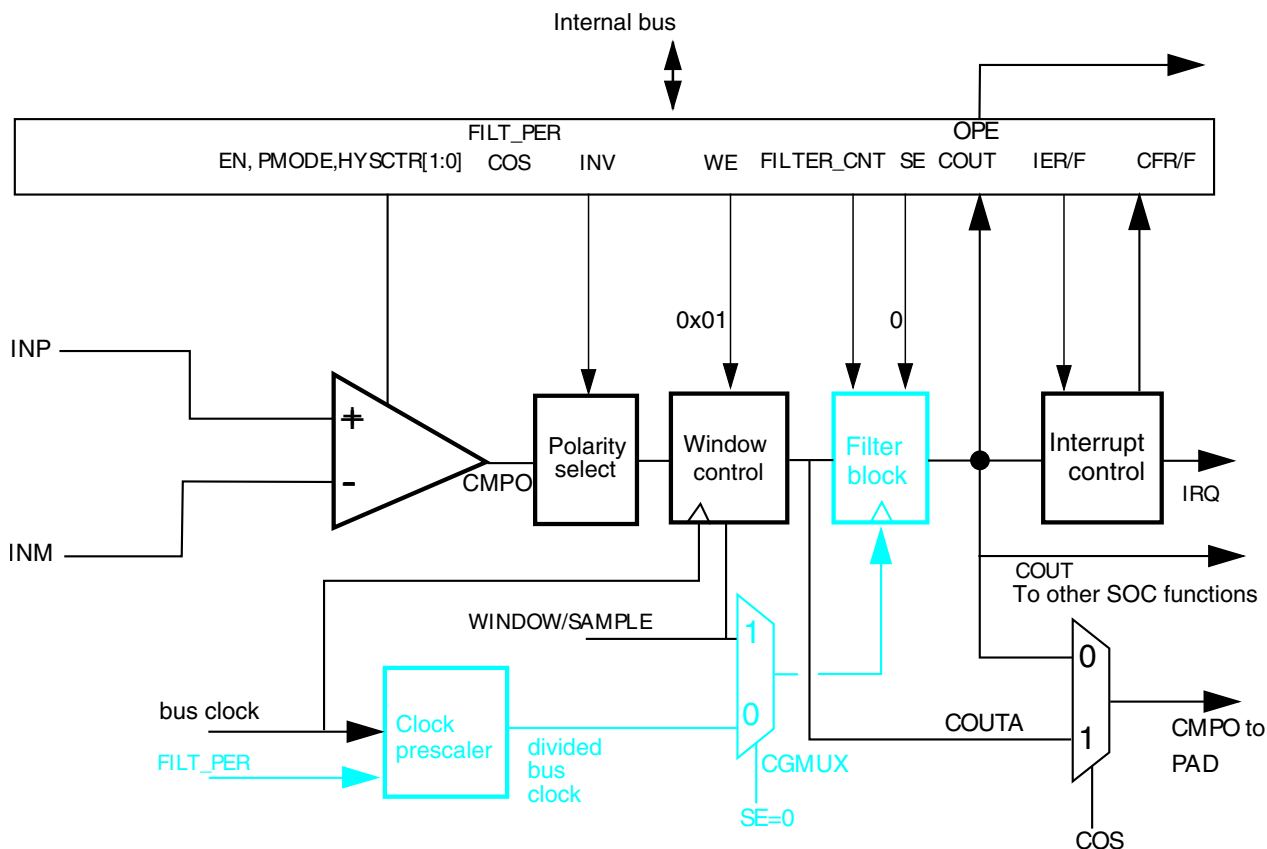 Internal bus
FILT_PER
OPE
EN, PMODE,HYSCTR[1:0] COS INV WE FILTER_CNT SE COUT IER/F CFR/F
0x01 0
INP
+
Polarity
select
Window
control
Filter
block
Interrupt
control
-
CMPO
IRQ
INM
COUT
To other SOC functions
WINDOW/SAMPLE
1
0
0
bus clock
Clock
prescaler
divided
bus
clock
FILT_PER
CGMUX
COUTA
1
CMPO to
PAD
SE=0
COS